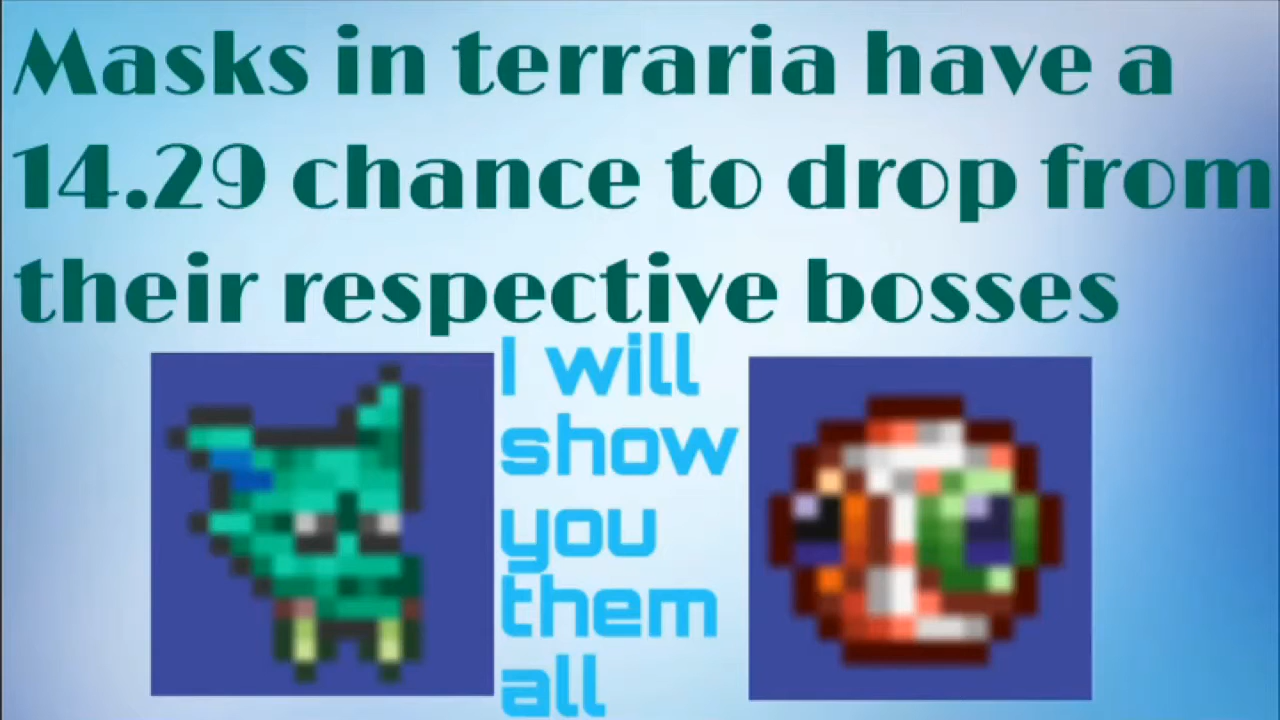 Masks in terraria have a
14.29 chance to drop from
their respective bosses
I will
show
you
them
all